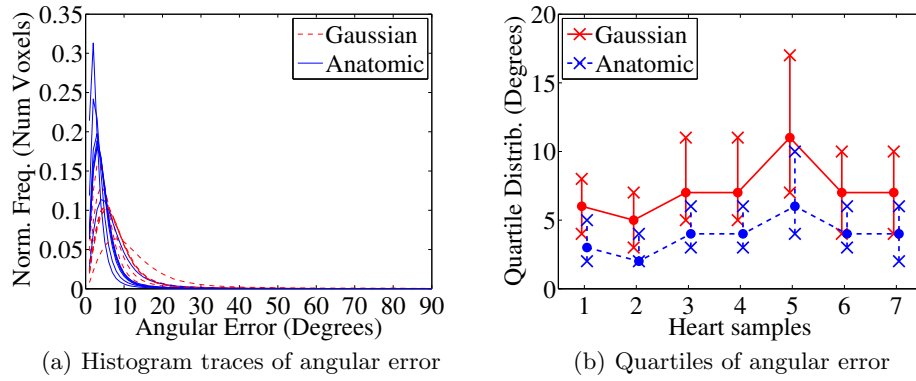 0.35
0.3
0.25
0.2
0.15
0.1
0.05
0
Norm. Freq. (Num Voxels)
Gaussian
Anatomic
0 10 20 30 40 50 60 70 80 90
Angular Error (Degrees)
(a) Histogram traces of angular error
20
15
10
5
0
Quartile Distrib. (Degrees)
Gaussian
Anatomic
1 2 3 4 5 6 7
Heart samples
(b) Quartiles of angular error